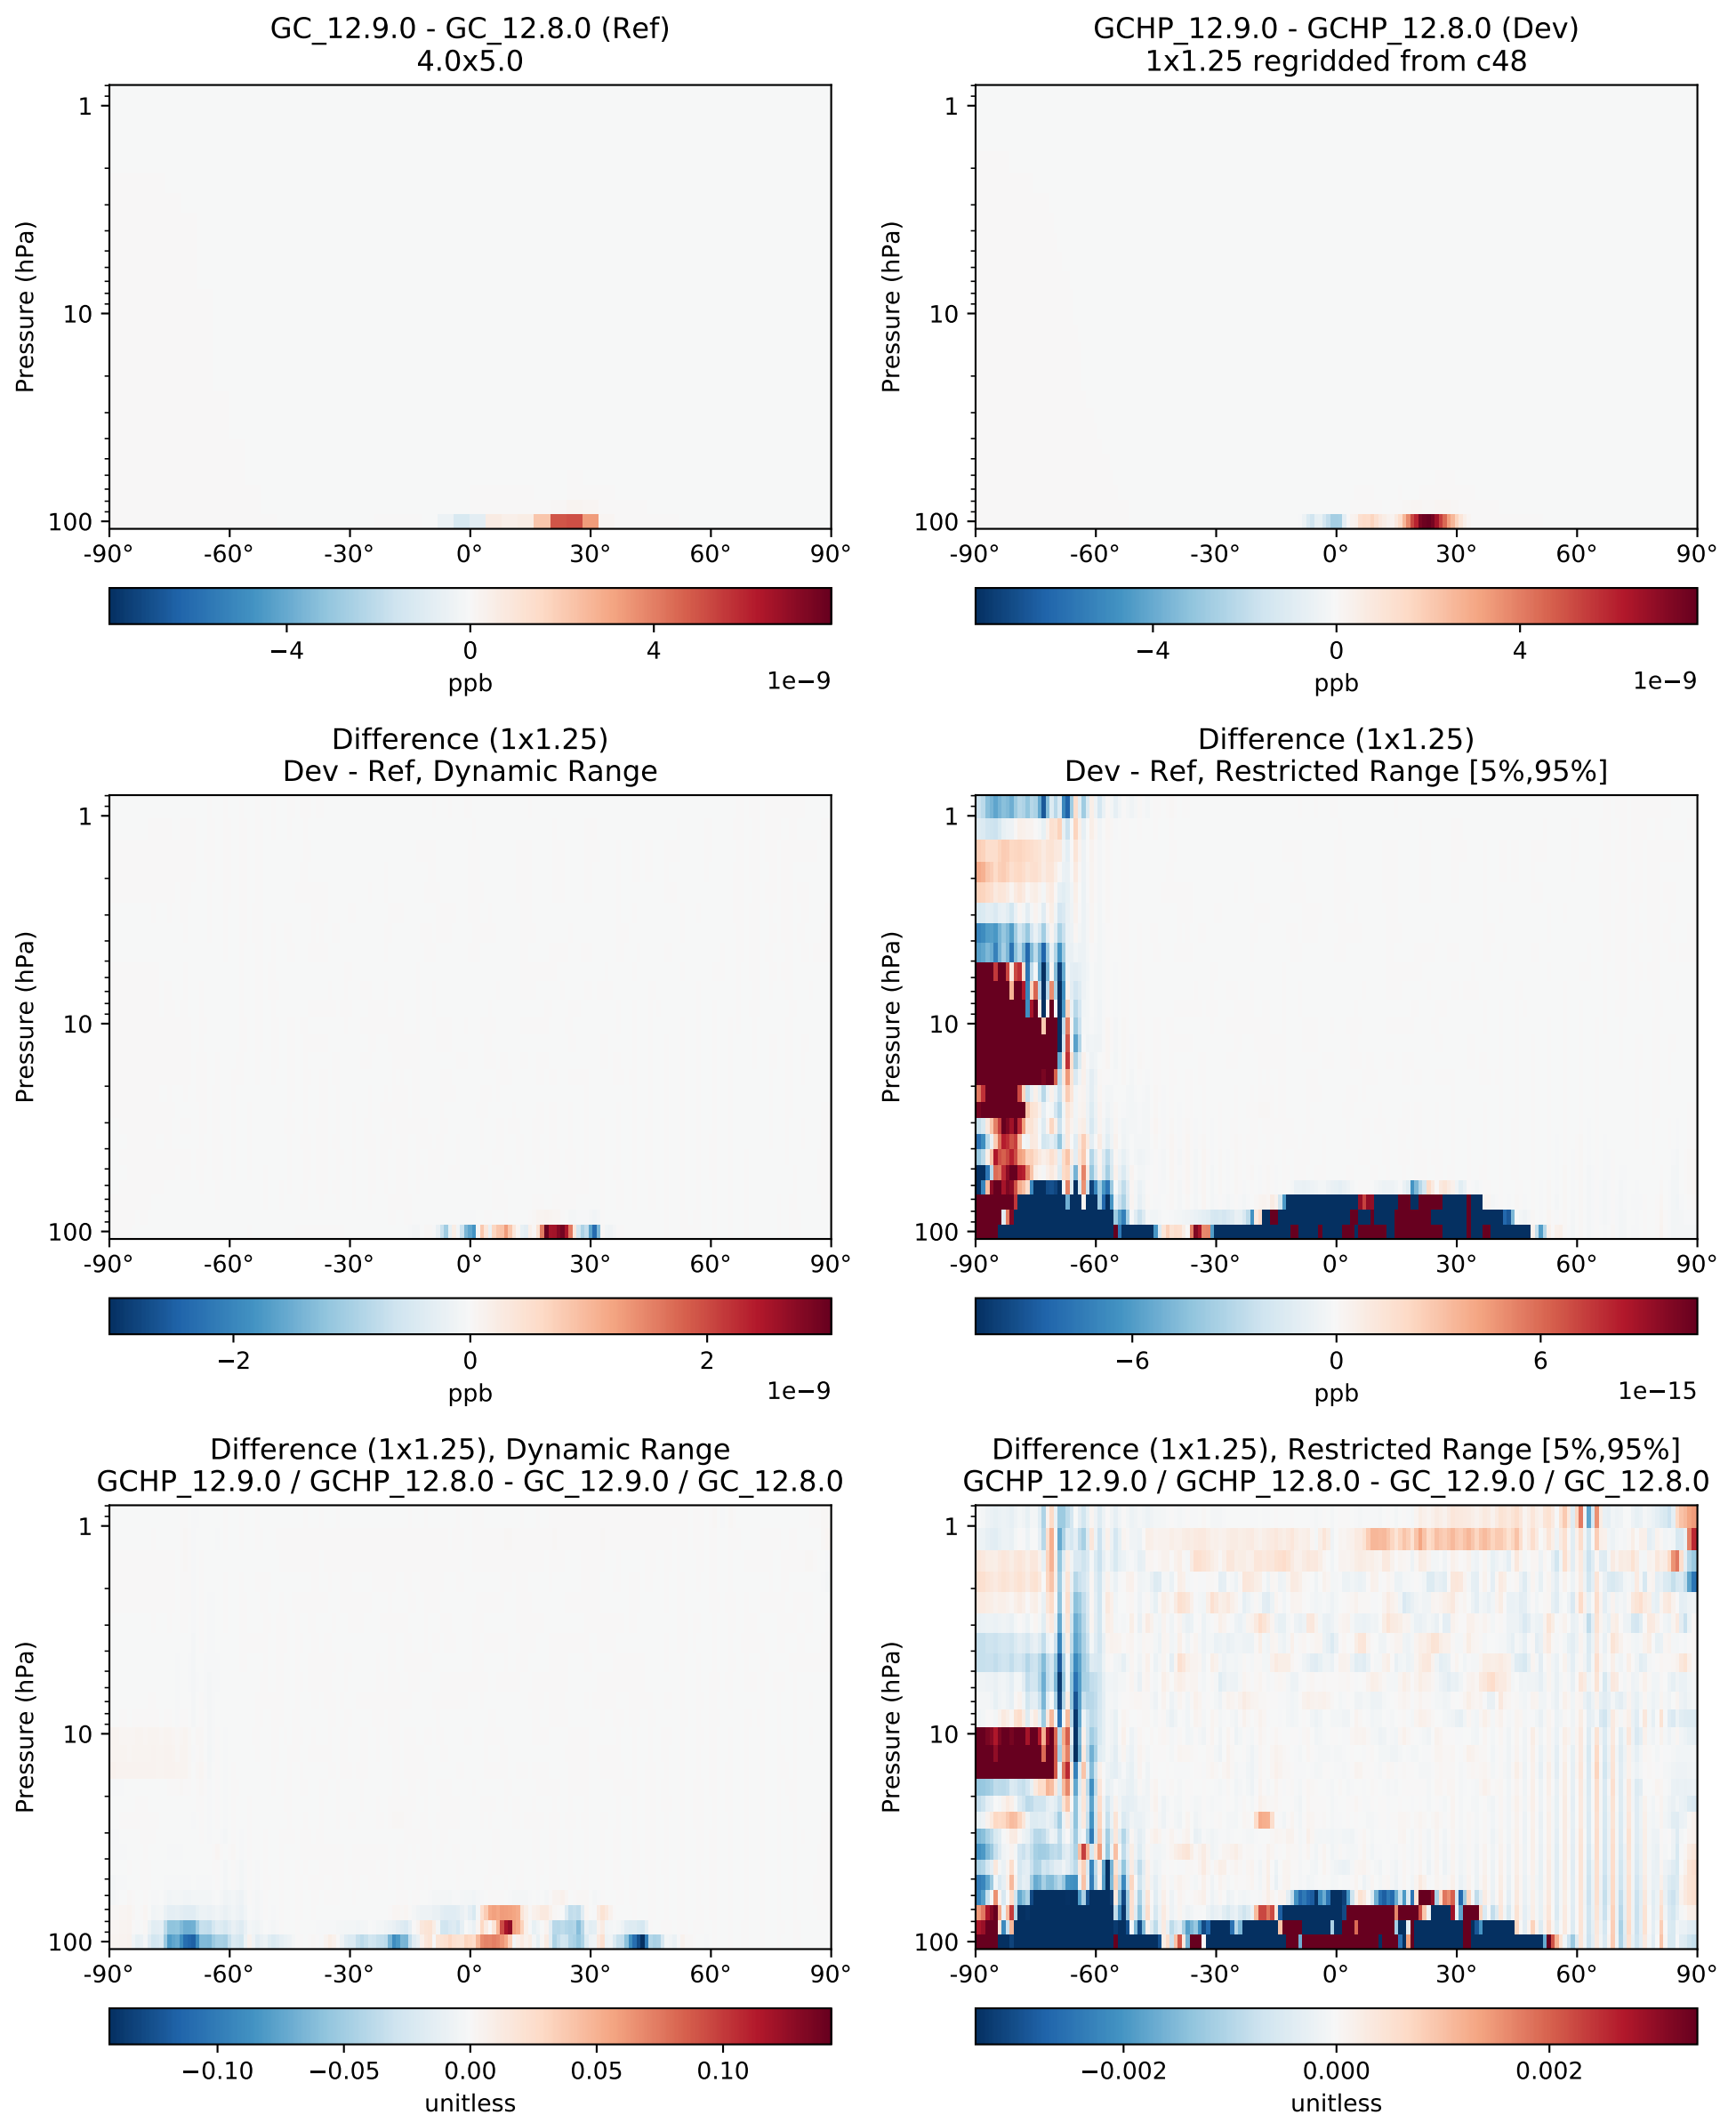 GC_12.9.0 - GC_12.8.0 (Ref)
4.0x5.0
Pressure (hPa)
1
10
100
-90° -60° -30° 0° 30° 60° 90°
−4 0 4
ppb
1e−9
GCHP_12.9.0 - GCHP_12.8.0 (Dev)
1x1.25 regridded from c48
Pressure (hPa)
1
10
100
-90° -60° -30° 0° 30° 60° 90°
−4 0 4
ppb
1e−9
Difference (1x1.25)
Dev - Ref, Dynamic Range
Pressure (hPa)
1
10
100
-90° -60° -30° 0° 30° 60° 90°
−2 0 2
ppb
1e−9
Difference (1x1.25)
Dev - Ref, Restricted Range [5%,95%]
Pressure (hPa)
1
10
100
-90° -60° -30° 0° 30° 60° 90°
−6 0 6
ppb
1e−15
Difference (1x1.25), Dynamic Range
GCHP_12.9.0 / GCHP_12.8.0 - GC_12.9.0 / GC_12.8.0
Pressure (hPa)
1
10
100
-90° -60° -30° 0° 30° 60° 90°
−0.10 −0.05 0.00 0.05 0.10
unitless
Difference (1x1.25), Restricted Range [5%,95%]
GCHP_12.9.0 / GCHP_12.8.0 - GC_12.9.0 / GC_12.8.0
Pressure (hPa)
1
10
100
-90° -60° -30° 0° 30° 60° 90°
−0.002 0.000 0.002
unitless